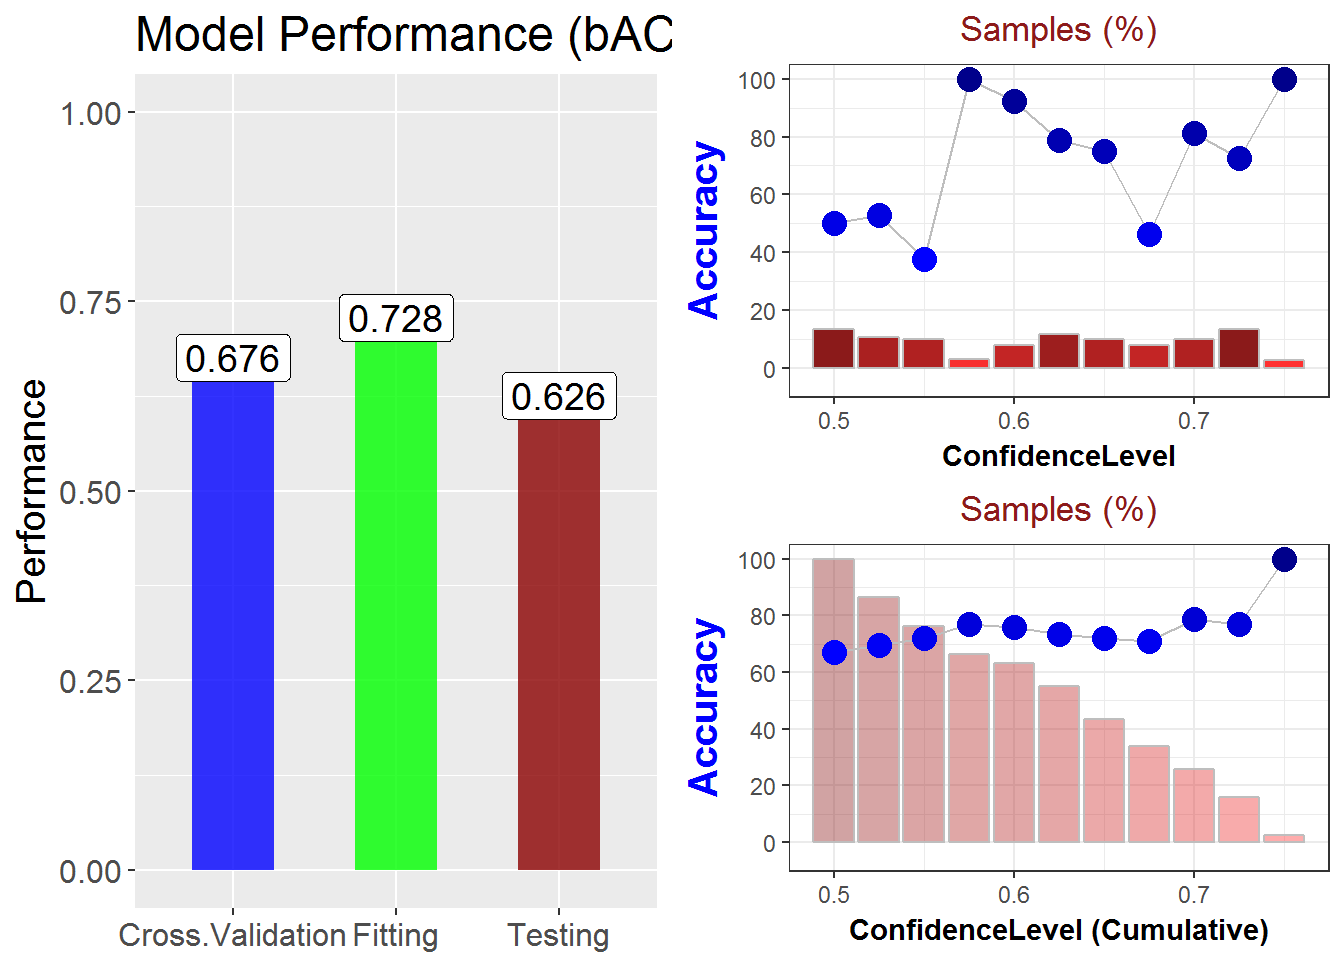 Model Performance (bAC
Performance
1.00
0.75
0.50
0.25
0.00
0.676
0.728
0.626
Cross.Validation Fitting Testing
Samples (%)
Accuracy
100
80
60
40
20
0
0.5 0.6 0.7
ConfidenceLevel
Samples (%)
Accuracy
100
80
60
40
20
0
0.5 0.6 0.7
ConfidenceLevel (Cumulative)